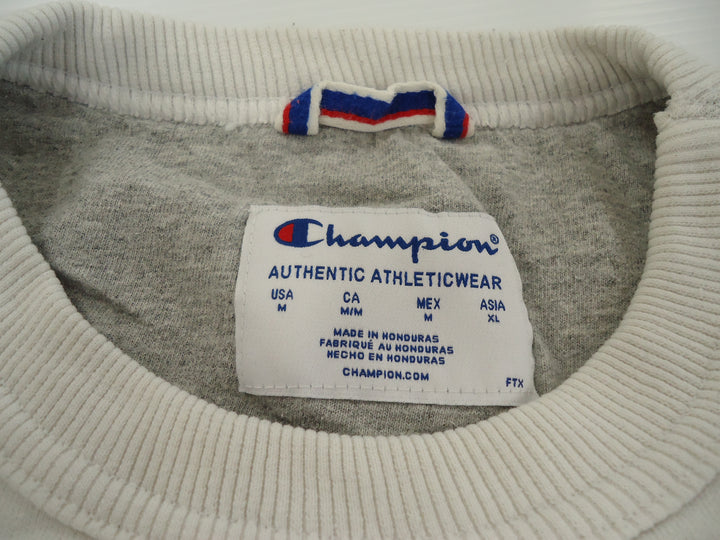 Champion®
AUTHENTIC ATHLETICWEAR
USA CA MEX ASIA
M M/M M XL
MADE IN HONDURAS
FABRIQUÉ AU HONDURAS
HECHO EN HONDURAS
CHAMPION.COM
FTX